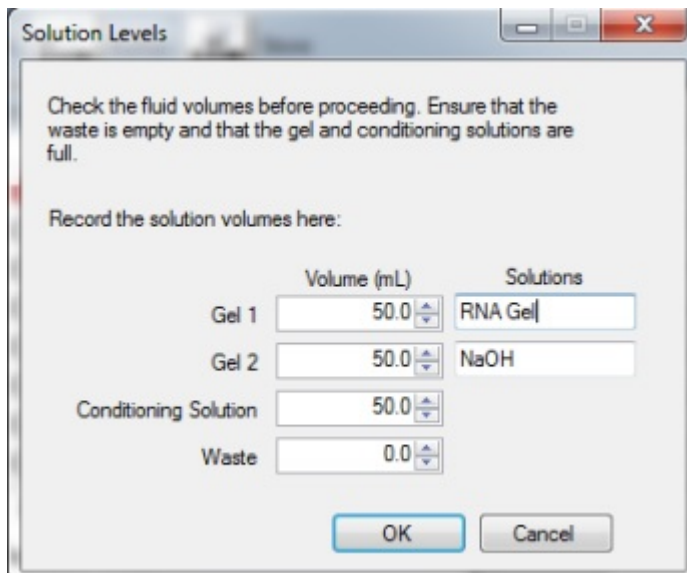 Solution Levels
Check the fluid volumes before proceeding. Ensure that the
waste is empty and that the gel and conditioning solutions are
full.
Record the solution volumes here:
Volume (mL) Solutions
Gel 1 50.0 RNA Gel
Gel 2 50.0 NaOH
Conditioning Solution 50.0
Waste 0.0
OK Cancel